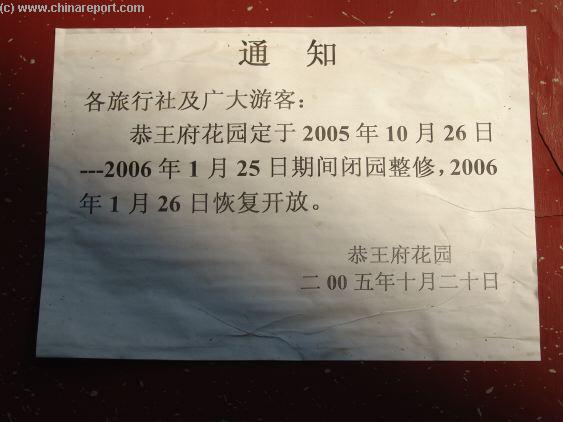 (c) www.chinareport.com
通 知
各旅行社及广大游客：
恭王府花园定于 2005 年 10 月 26 日
---2006 年 1 月 25 日期间闭园整修，2006
年 1 月 26 日恢复开放。
恭王府花园
二 00 五年十月二十日